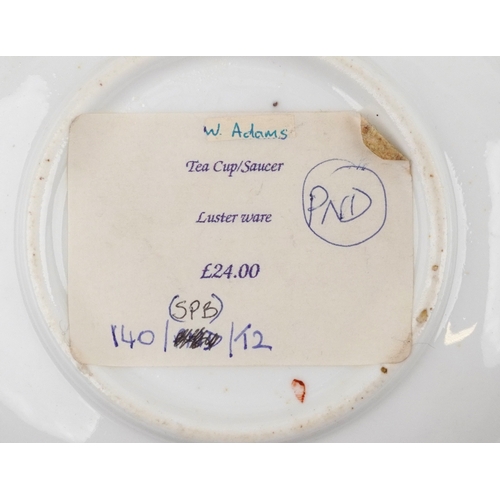 W. Adams
Tea Cup/Saucer
PND
Luster ware
£24.00
(SPB)
140/ /T2